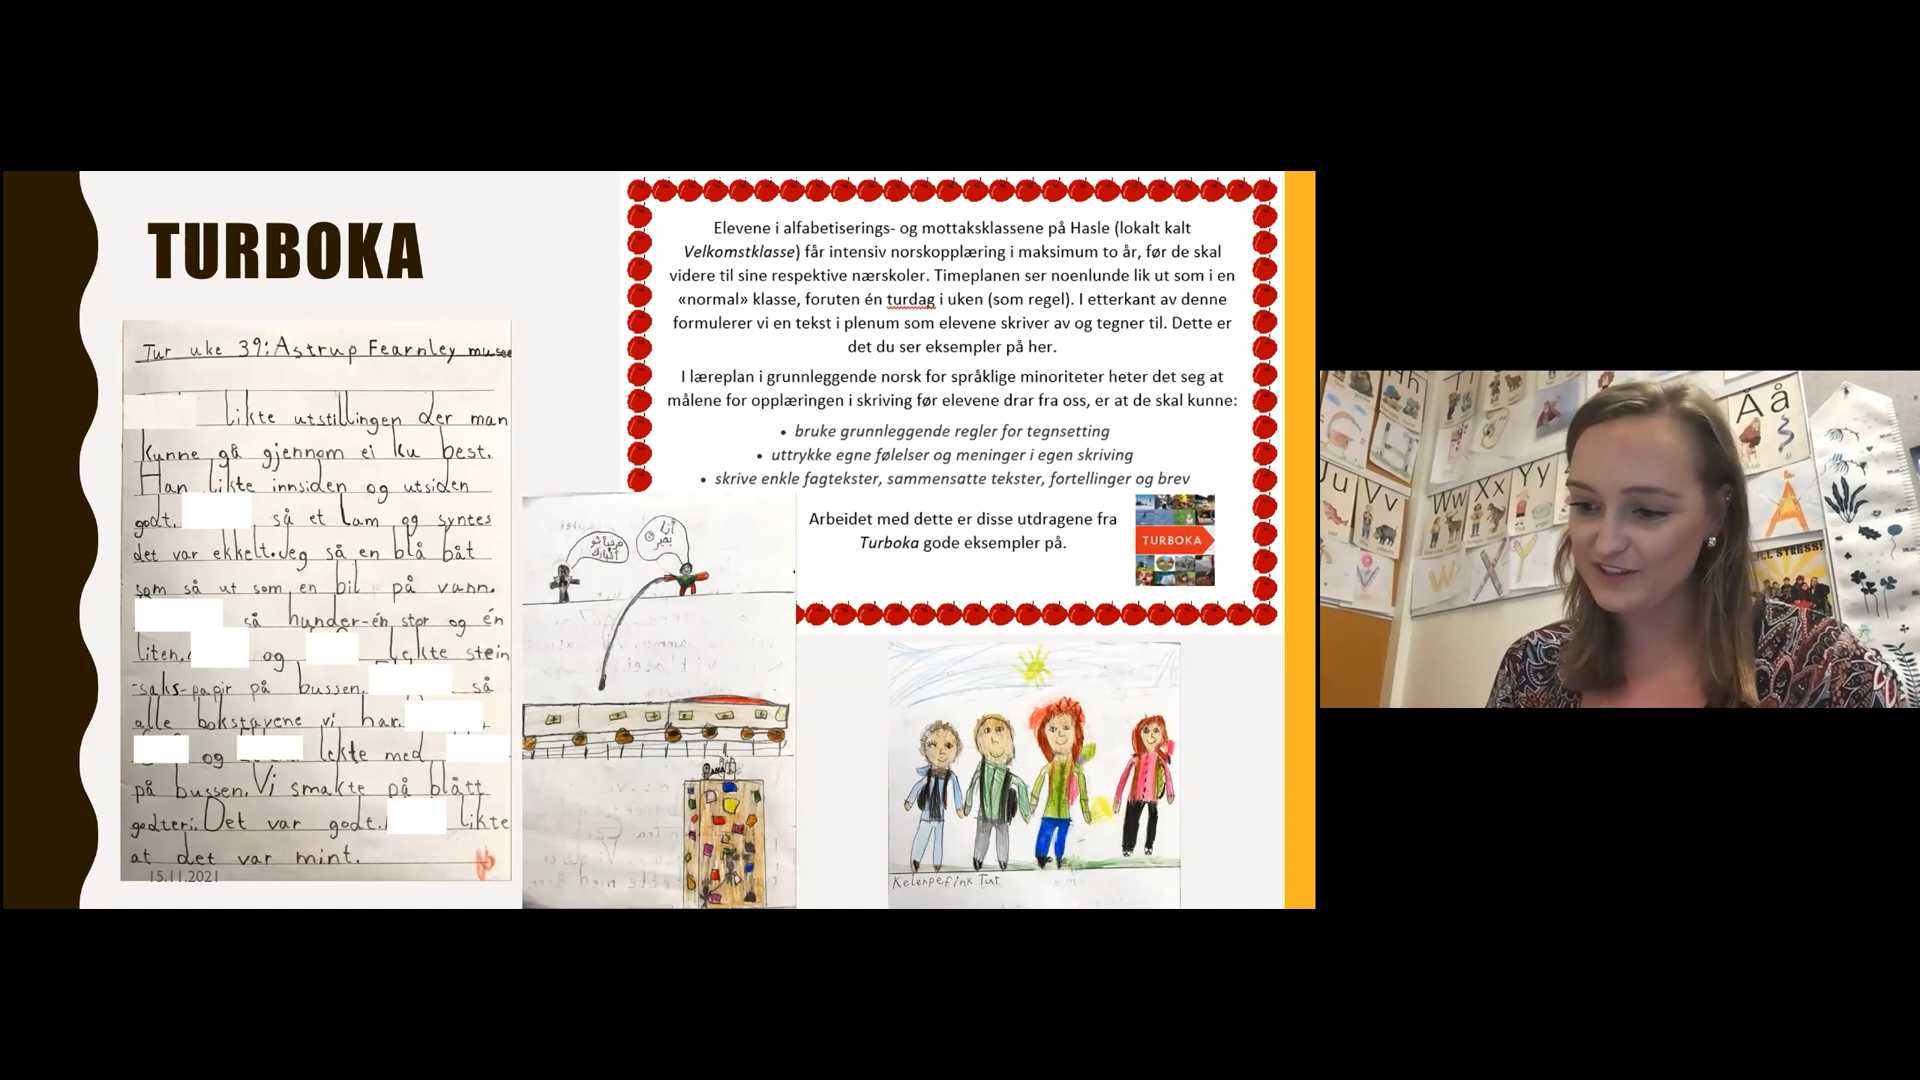 TURBOKA
Tur uke 39: Astrup Fearnley
likte utstillingen der man
kunne gå gjennom ei ku best.
Han likte innsiden og utsiden
godt. så et lam og syntes
det var ekkelt. Jeg så en blå båt
som så ut som en bil på vann.
så hunder-én stor og én
liten. og lekte stein
-saks-papir på bussen. så
alle bokstavene vi har.
og lekte med
på bussen. Vi smakte på blått
godteri. Det var godt. likte
at det var mint.
15.11.2021
أنا
Elevene i alfabetiserings- og mottaksklassene på Hasle (lokalt kalt
Velkomstklasse) får intensiv norskopplæring i maksimum to år, før de skal
videre til sine respektive nærskoler. Timeplanen ser noenlunde lik ut som i en
«normal» klasse, foruten én turdag i uken (som regel). I etterkant av denne
formulerer vi en tekst i plenum som elevene skriver av og tegner til. Dette er
det du ser eksempler på her.
I læreplan i grunnleggende norsk for språklige minoriteter heter det seg at
målene for opplæringen i skriving før elevene drar fra oss, er at de skal kunne:
• bruke grunnleggende regler for tegnsetting
• uttrykke egne følelser og meninger i egen skriving
• skrive enkle fagtekster, sammensatte tekster, fortellinger og brev
Arbeidet med dette er disse utdragene fra
Turboka gode eksempler på.
TURBOKA
Kelenpefink Tur
Hh
Ii
Åå
Uu
Vv
Ww
Xx
Yy
W
X
Y
Å